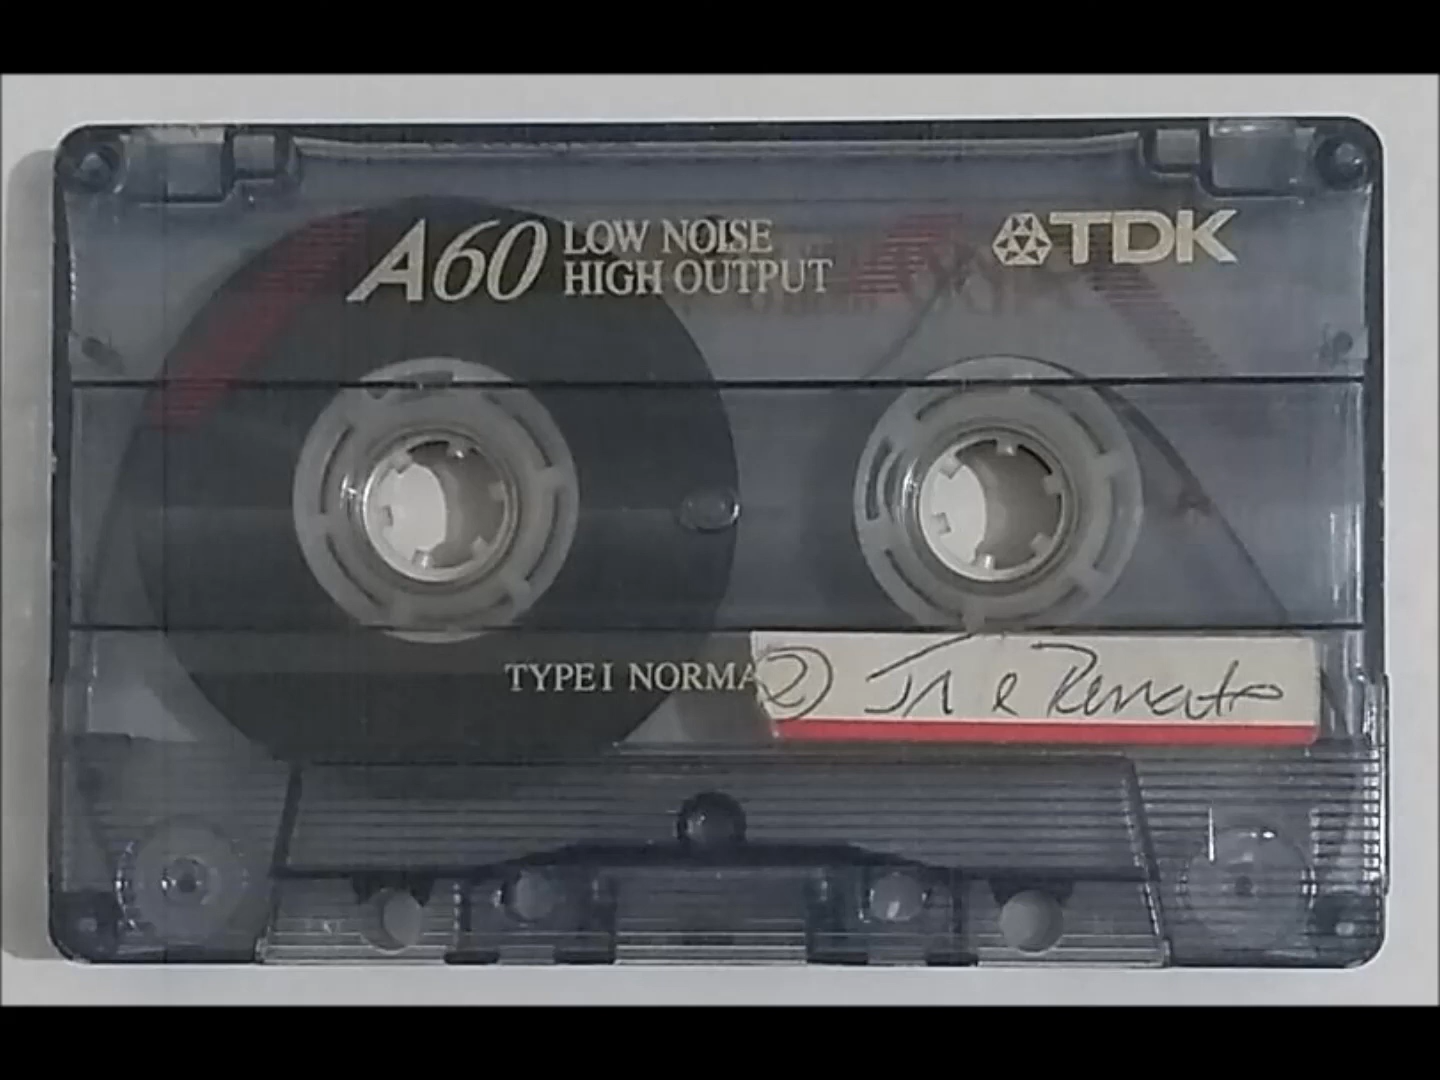 A60 LOW NOISE
HIGH OUTPUT
TDK
TYPE I NORMA
② Jr e Renato